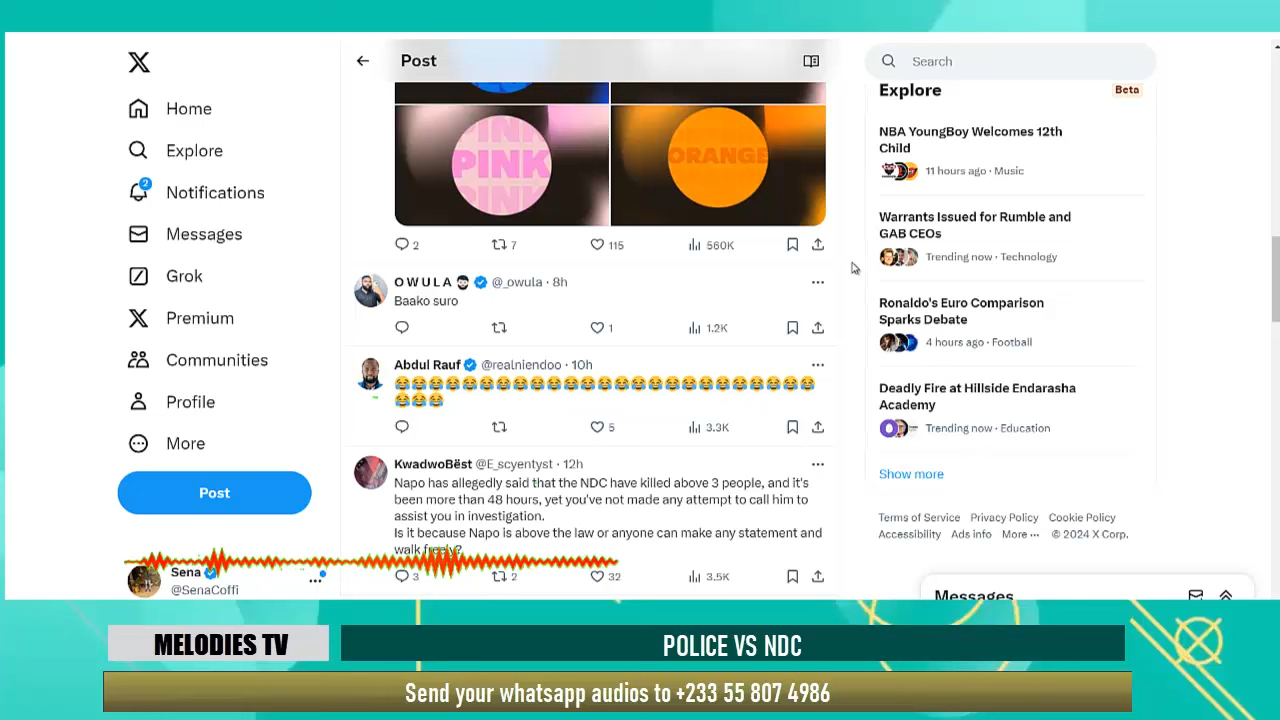 Post
Search
Home
Explore
2
Notifications
Messages
Grok
Premium
Communities
Profile
More
Post
Sena
@SenaCoffi
PINK
PINK
PINK
ORANGE
2 7 115 560K
O W U L A @_owula · 8h
Baako suro
1 1.2K
Abdul Rauf @realniendoo · 10h
😂😂😂😂😂😂😂😂😂😂😂😂😂😂😂😂😂😂😂😂😂😂😂😂😂
😂😂😂
5 3.3K
KwadwoBëst @E_scyentyst · 12h
Napo has allegedly said that the NDC have killed above 3 people, and it's
been more than 48 hours, yet you've not made any attempt to call him to
assist you in investigation.
Is it because Napo is above the law or anyone can make any statement and
walk freely?
3 2 32 3.5K
Explore
Beta
NBA YoungBoy Welcomes 12th
Child
11 hours ago · Music
Warrants Issued for Rumble and
GAB CEOs
Trending now · Technology
Ronaldo's Euro Comparison
Sparks Debate
4 hours ago · Football
Deadly Fire at Hillside Endarasha
Academy
Trending now · Education
Show more
Terms of Service Privacy Policy Cookie Policy
Accessibility Ads info More ··· © 2024 X Corp.
Messages
MELODIES TV
POLICE VS NDC
Send your whatsapp audios to +233 55 807 4986